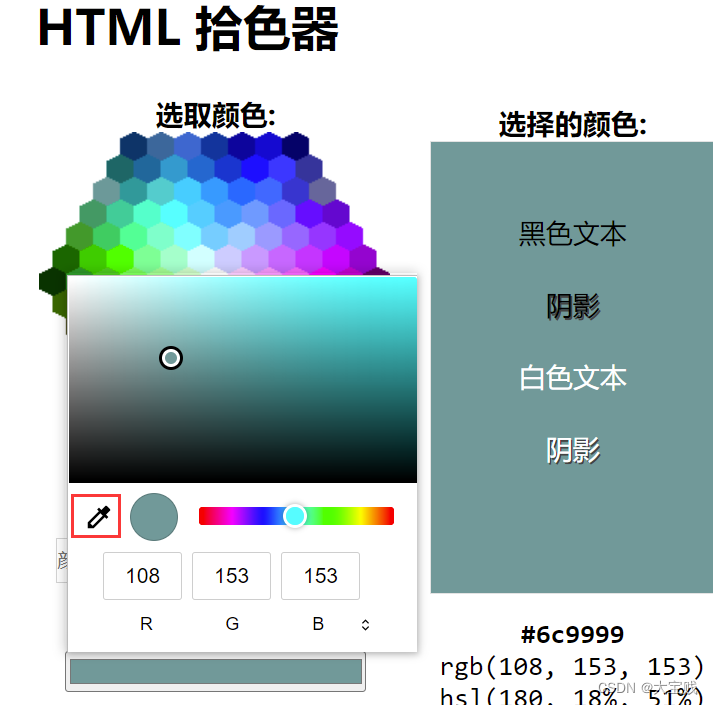 HTML 拾色器
选取颜色:
选择的颜色:
黑色文本
阴影
白色文本
阴影
108
153
153
R
G
B
#6c9999
rgb(108, 153, 153)
hsl(180, 18%, 51%)
CSDN @大宝贱